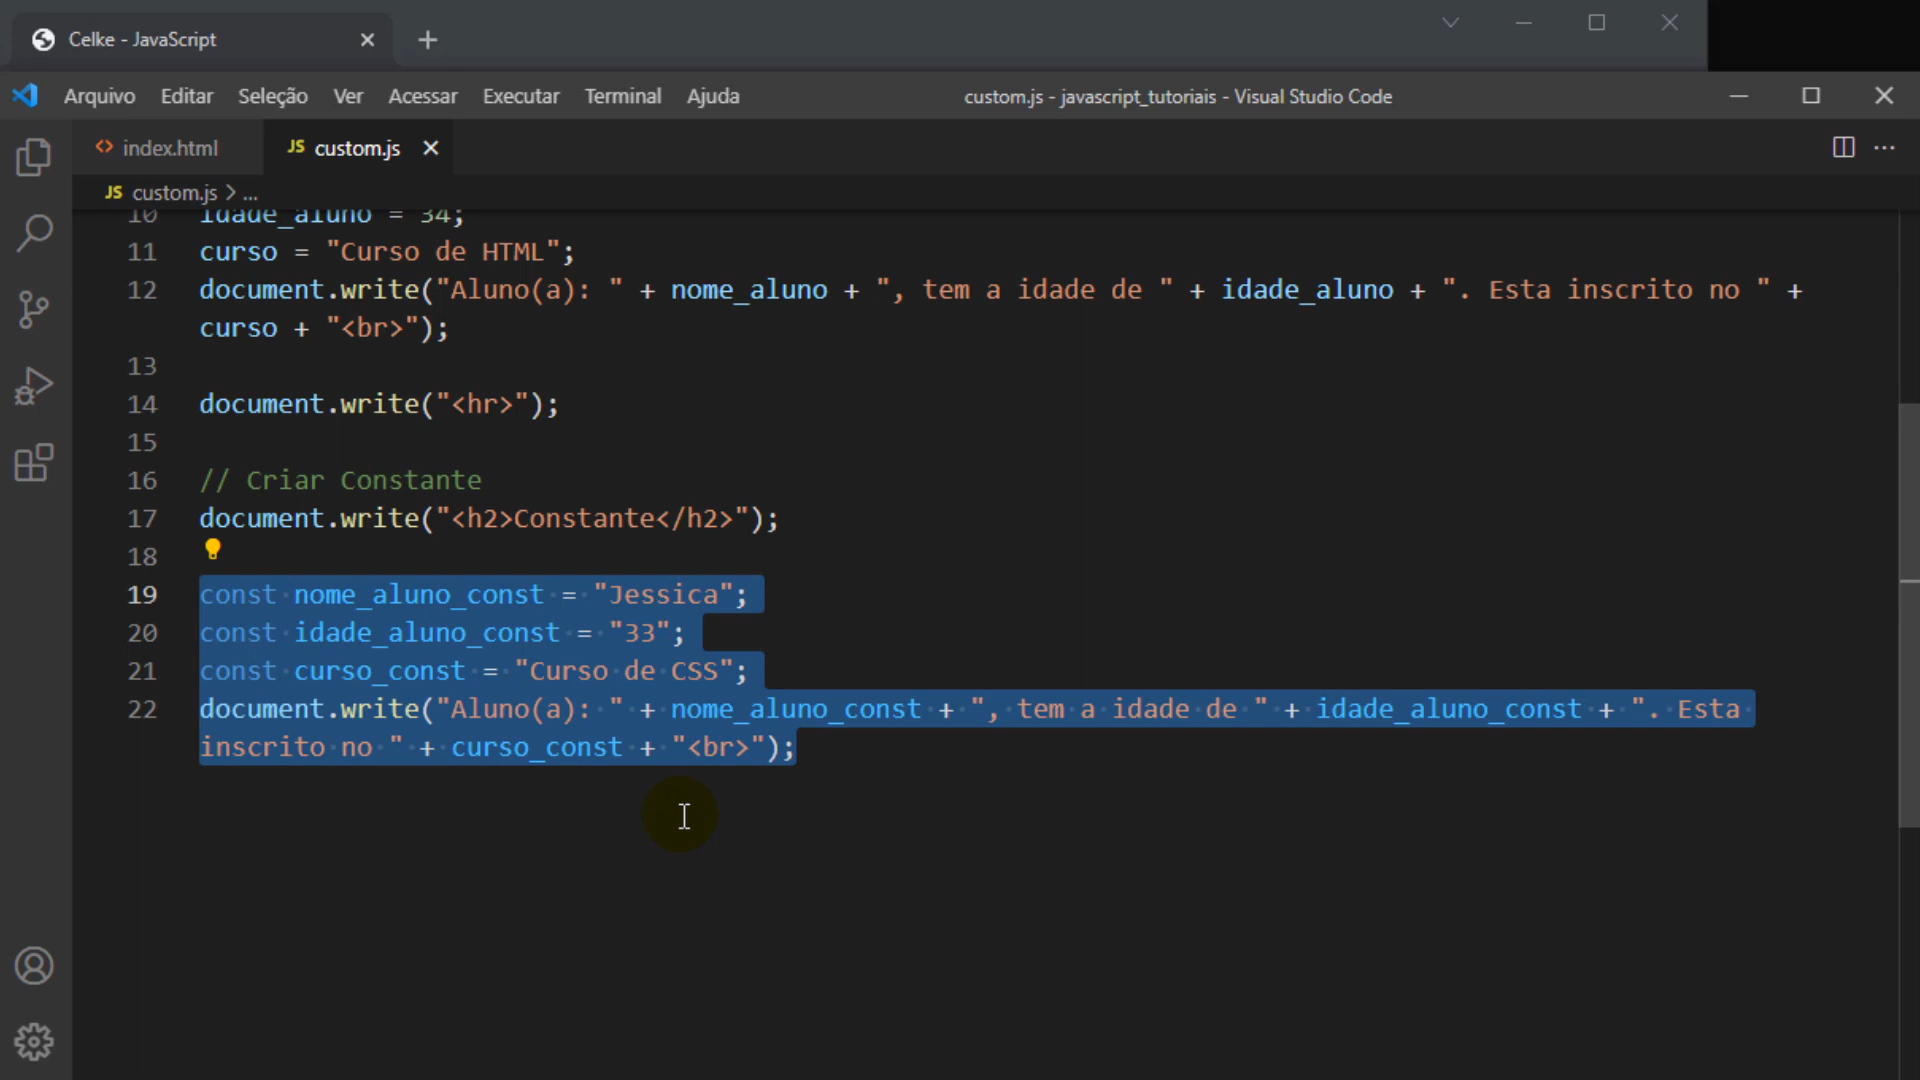 Celke - JavaScript
Arquivo Editar Seleção Ver Acessar Executar Terminal Ajuda custom.js - javascript_tutoriais - Visual Studio Code
<> index.html JS custom.js
JS custom.js > ...
10 idade_aluno = 34;
11 curso = "Curso de HTML";
12 document.write("Aluno(a): " + nome_aluno + ", tem a idade de " + idade_aluno + ". Esta inscrito no " +
curso + "<br>");
13
14 document.write("<hr>");
15
16 // Criar Constante
17 document.write("<h2>Constante</h2>");
18
19 const nome_aluno_const = "Jessica";
20 const idade_aluno_const = "33";
21 const curso_const = "Curso de CSS";
22 document.write("Aluno(a): " + nome_aluno_const + ", tem a idade de " + idade_aluno_const + ". Esta
inscrito no " + curso_const + "<br>");